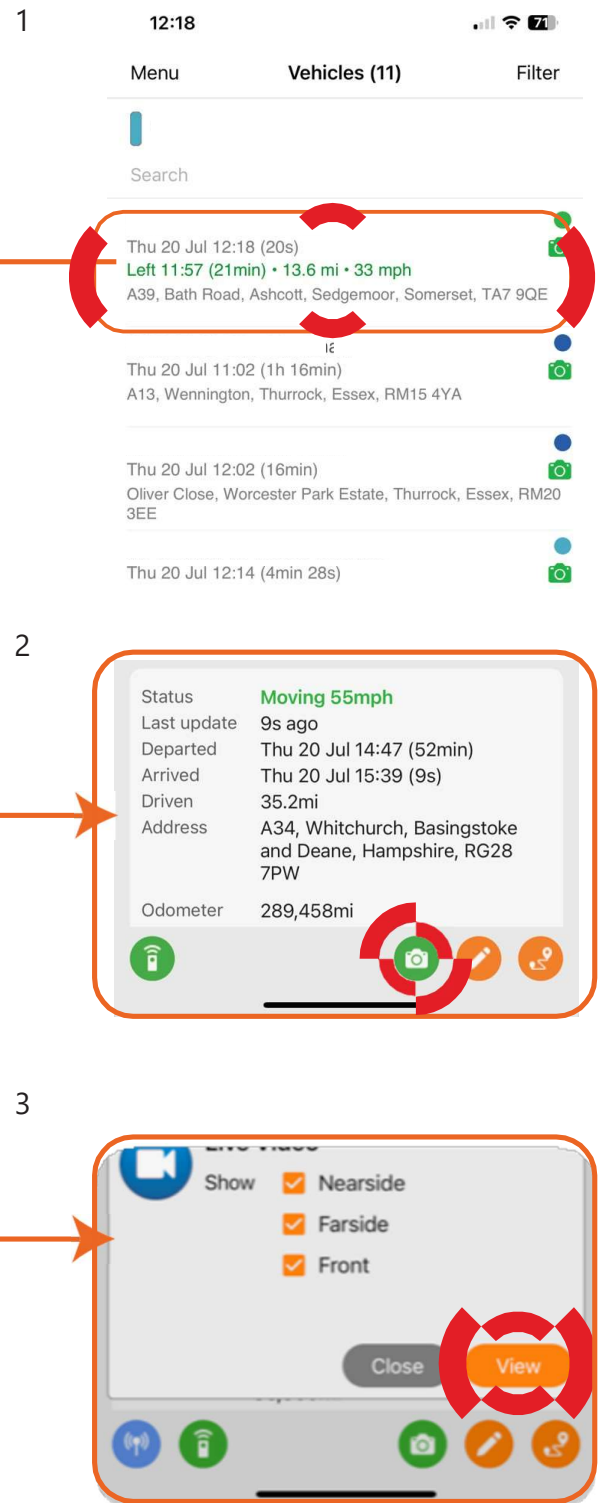 1
12:18
71
Menu Vehicles (11) Filter
Search
Thu 20 Jul 12:18 (20s)
Left 11:57 (21min) • 13.6 mi • 33 mph
A39, Bath Road, Ashcott, Sedgemoor, Somerset, TA7 9QE
Thu 20 Jul 11:02 (1h 16min)
A13, Wennington, Thurrock, Essex, RM15 4YA
Thu 20 Jul 12:02 (16min)
Oliver Close, Worcester Park Estate, Thurrock, Essex, RM20
3EE
Thu 20 Jul 12:14 (4min 28s)
2
Status Moving 55mph
Last update 9s ago
Departed Thu 20 Jul 14:47 (52min)
Arrived Thu 20 Jul 15:39 (9s)
Driven 35.2mi
Address A34, Whitchurch, Basingstoke
and Deane, Hampshire, RG28
7PW
Odometer 289,458mi
3
Live Video
Show Nearside
Farside
Front
Close View